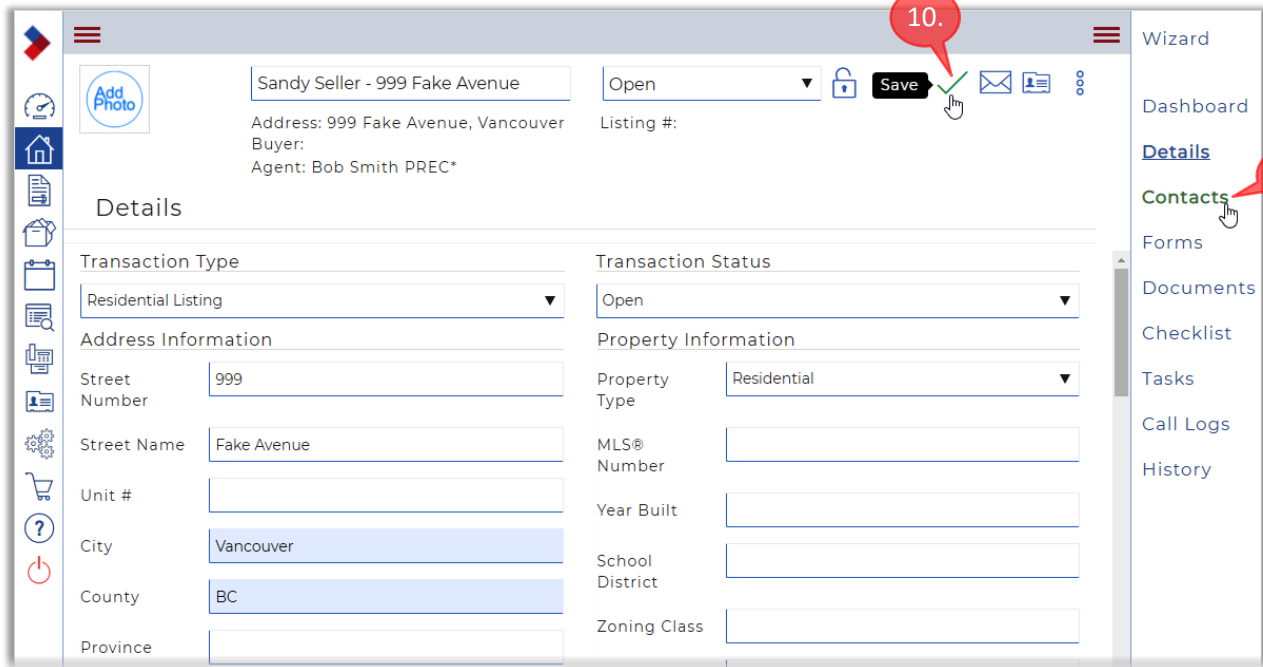 10.
Wizard
Add
Photo
Sandy Seller - 999 Fake Avenue
Open
Save
Address: 999 Fake Avenue, Vancouver
Listing #:
Buyer:
Agent: Bob Smith PREC*
Dashboard
Details
Contacts
Forms
Documents
Checklist
Tasks
Call Logs
History
Details
Transaction Type
Residential Listing
Transaction Status
Open
Address Information
Street
Number
999
Street Name
Fake Avenue
Unit #
City
Vancouver
County
BC
Province
Property Information
Property
Type
Residential
MLS®
Number
Year Built
School
District
Zoning Class
?